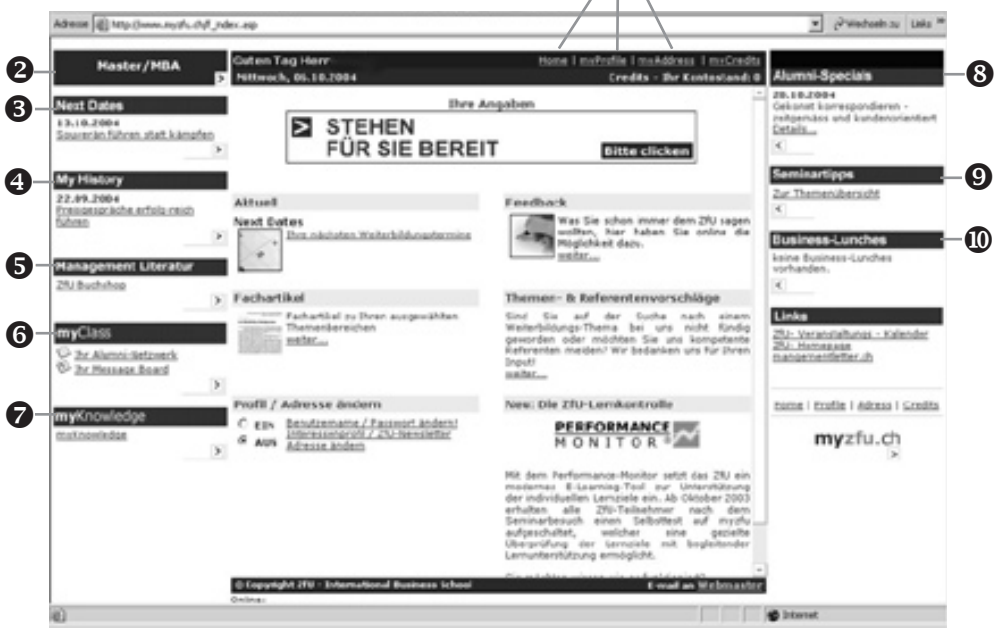 Adresse http://www.myzfu.ch/f_index.asp Wechseln zu Links »
❷ Master/MBA
❸ Next Dates
13.10.2004
Souverän führen statt kämpfen
❹ My History
22.09.2004
Pressgespräche erfolgreich
führen
❺ Management Literatur
ZfU Buchshop
❻ myClass
Ihr Alumni-Netzwerk
Ihr Message Board
❼ myKnowledge
myKnowledge
Guten Tag Herr
Home | myProfile | myAddress | myCredits
Mittwoch, 06.10.2004
Credits - Ihr Kontostand: 0
Ihre Angaben
STEHEN
FÜR SIE BEREIT
Bitte clicken
Aktuell
Next Dates
Ihre nächsten Weiterbildungstermine
Fachartikel
Fachartikel zu Ihren ausgewählten
Themenbereichen
weiter...
Profil / Adresse ändern
EIN Benutzername / Passwort ändern!
Interessenprofil / ZfU-Newsletter
AUS Adresse ändern
Feedback
Was Sie schon immer dem ZfU sagen
wollten, hier haben Sie online die
Möglichkeit dazu.
weiter...
Themen- & Referentenvorschläge
Sind Sie auf der Suche nach einem
Weiterbildungs-Thema bei uns nicht fündig
geworden oder möchten Sie uns kompetente
Referenten melden? Wir bedanken uns für Ihren
Input!
weiter...
New: Die ZfU-Lernkontrolle
PERFORMANCE
MONITOR ®
Mit dem Performance-Monitor setzt das ZfU ein
modernes E-Learning-Tool zur Unterstützung
der individuellen Lernziele ein. Ab Oktober 2003
erhalten alle ZfU-Teilnehmer nach dem
Seminarbesuch einen Selbsttest auf myzfu
aufgeschaltet, welcher eine gezielte
Überprüfung der Lernziele mit begleitender
Lernunterstützung ermöglicht.
© Copyright ZfU - International Business School
E-mail an Webmaster
Online:
❽ Alumni-Specials
28.10.2004
Gekonnt korrespondieren -
zeitgemäss und kundenorientiert
Details...
❾ Seminartipps
Zur Themenübersicht
❿ Business-Lunches
keine Business-Lunches
vorhanden.
Links
ZfU- Veranstaltungs - Kalender
ZfU- Homepage
mangementletter.ch
Home | Profile | Adress | Credits
myzfu.ch
Internet